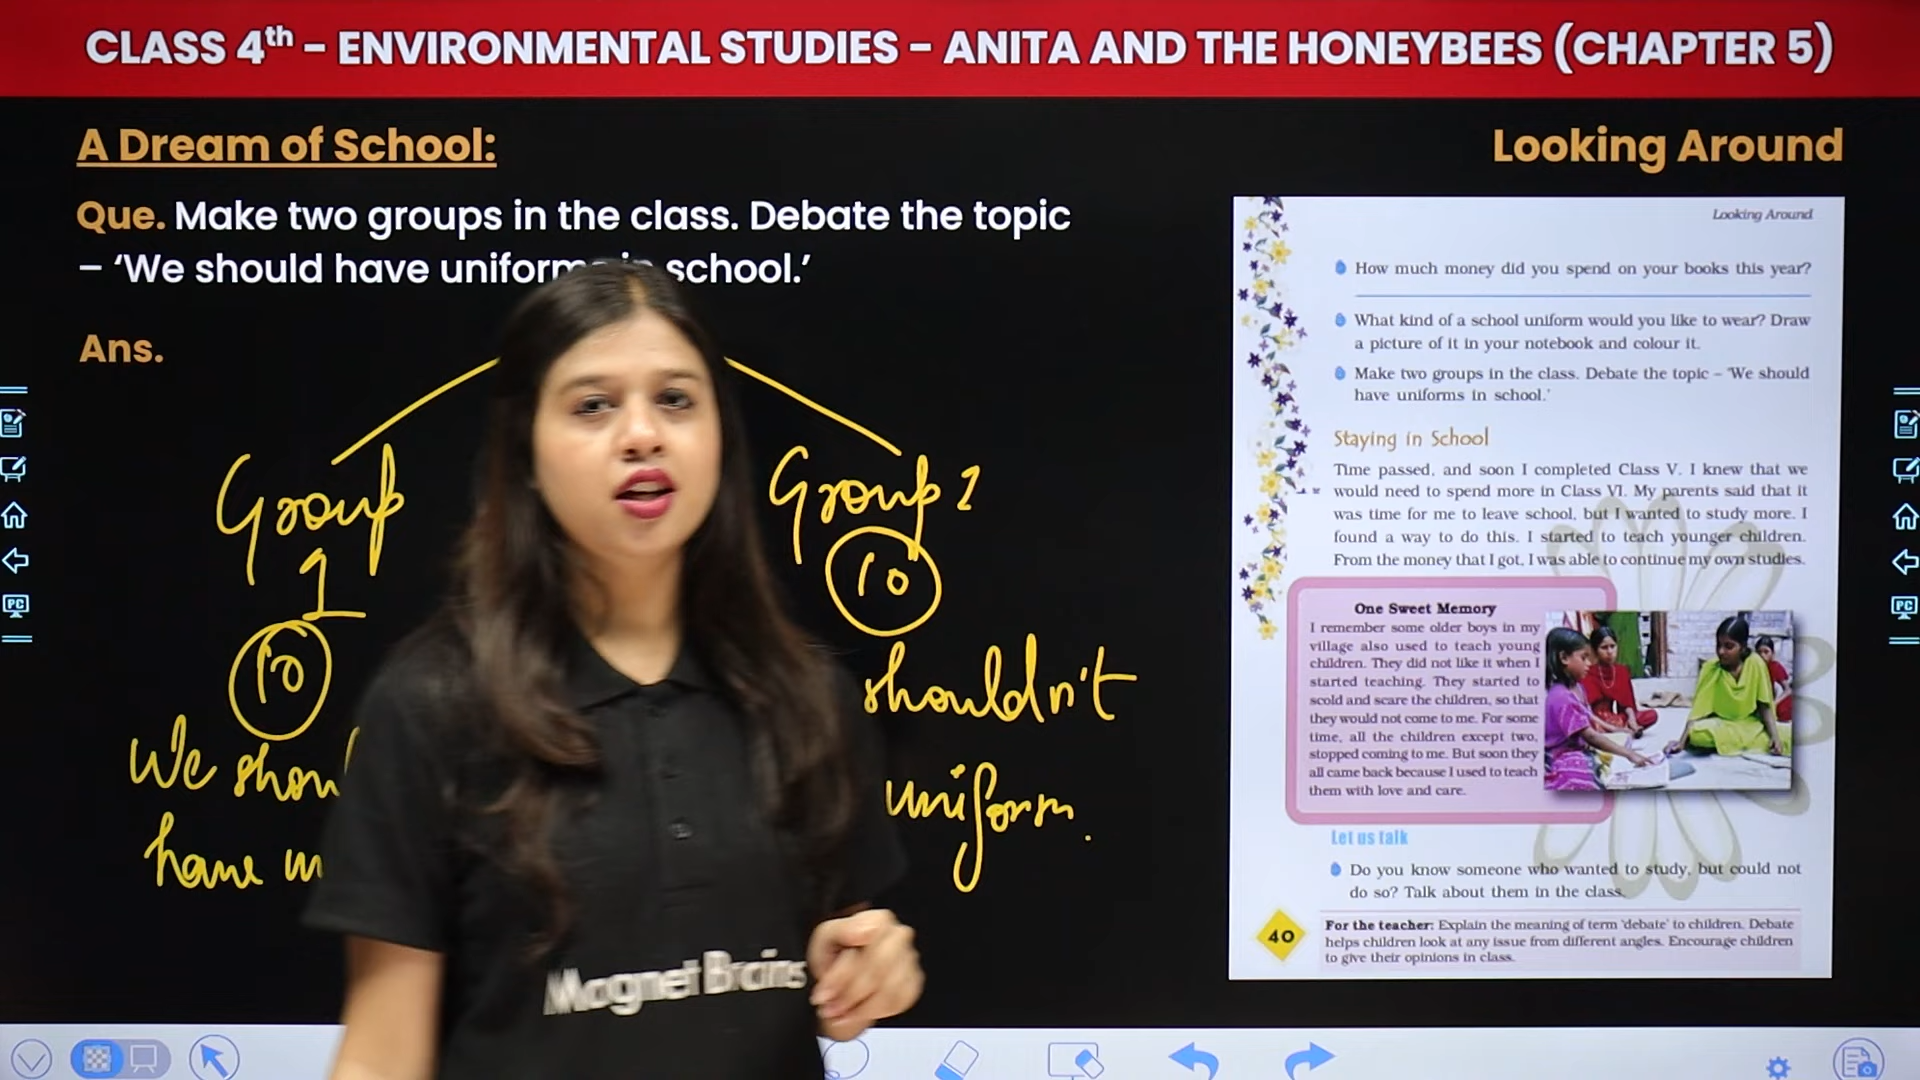 CLASS 4th – ENVIRONMENTAL STUDIES – ANITA AND THE HONEYBEES (CHAPTER 5)
A Dream of School:
Que. Make two groups in the class. Debate the topic
– ‘We should have uniforms in school.’
Ans.
Group
1
10
We
have
Group 2
10
shouldn't
uniform.
Magnet Brains
Looking Around
Looking Around
How much money did you spend on your books this year?
What kind of a school uniform would you like to wear? Draw
a picture of it in your notebook and colour it.
Make two groups in the class. Debate the topic – ‘We should
have uniforms in school.’
Staying in School
Time passed, and soon I completed Class V. I knew that we
would need to spend more in Class VI. My parents said that it
was time for me to leave school, but I wanted to study more. I
found a way to do this. I started to teach younger children.
From the money that I got, I was able to continue my own studies.
One Sweet Memory
I remember some older boys in my
village also used to teach young
children. They did not like it when I
started teaching. They started to
scold and scare the children, so that
they would not come to me. For some
time, all the children except two,
stopped coming to me. But soon they
all came back because I used to teach
them with love and care.
Let us talk
Do you know someone who wanted to study, but could not
do so? Talk about them in the class.
40
For the teacher: Explain the meaning of term ‘debate’ to children. Debate
helps children look at any issue from different angles. Encourage children
to give their opinions in class.
PC
PC